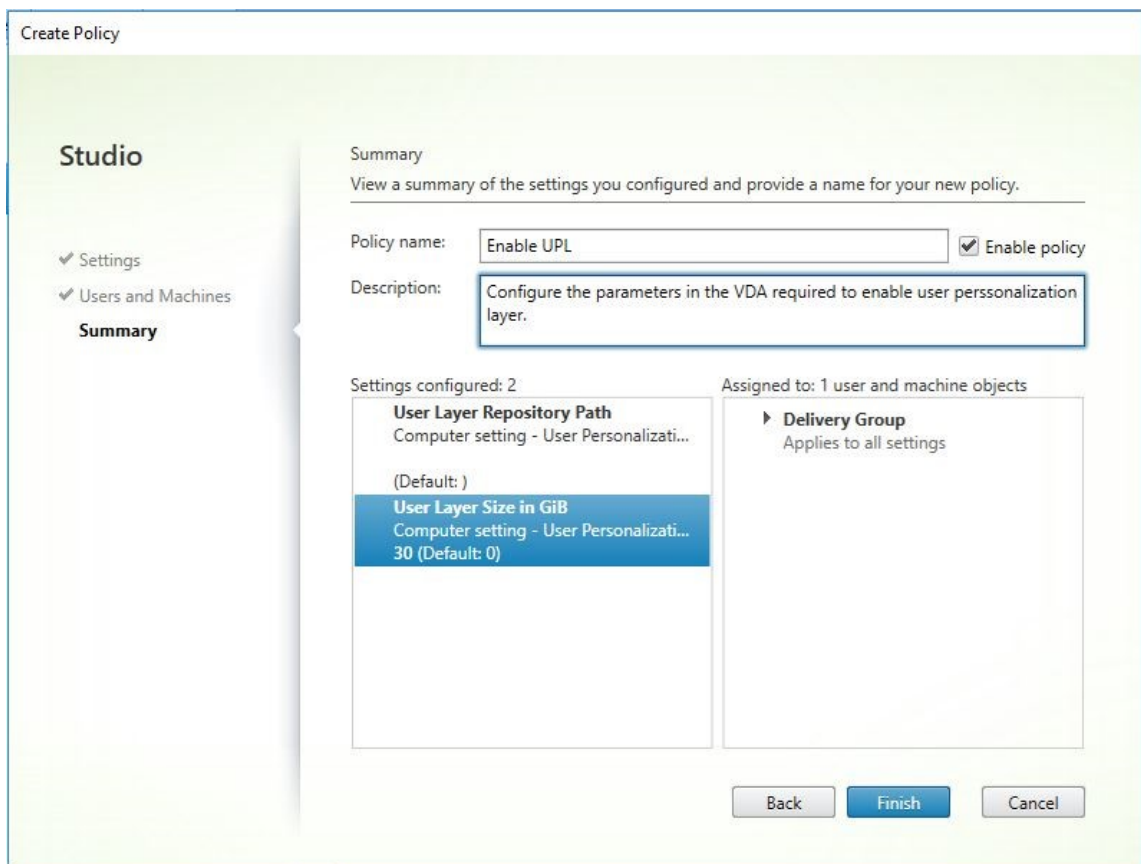 Create Policy
Studio
Settings
Users and Machines
Summary
Summary
View a summary of the settings you configured and provide a name for your new policy.
Policy name:
Enable UPL
Enable policy
Description:
Configure the parameters in the VDA required to enable user perssonalization
layer.
Settings configured: 2
User Layer Repository Path
Computer setting - User Personalizati...
(Default: )
User Layer Size in GiB
Computer setting - User Personalizati...
30 (Default: 0)
Assigned to: 1 user and machine objects
Delivery Group
Applies to all settings
Back
Finish
Cancel